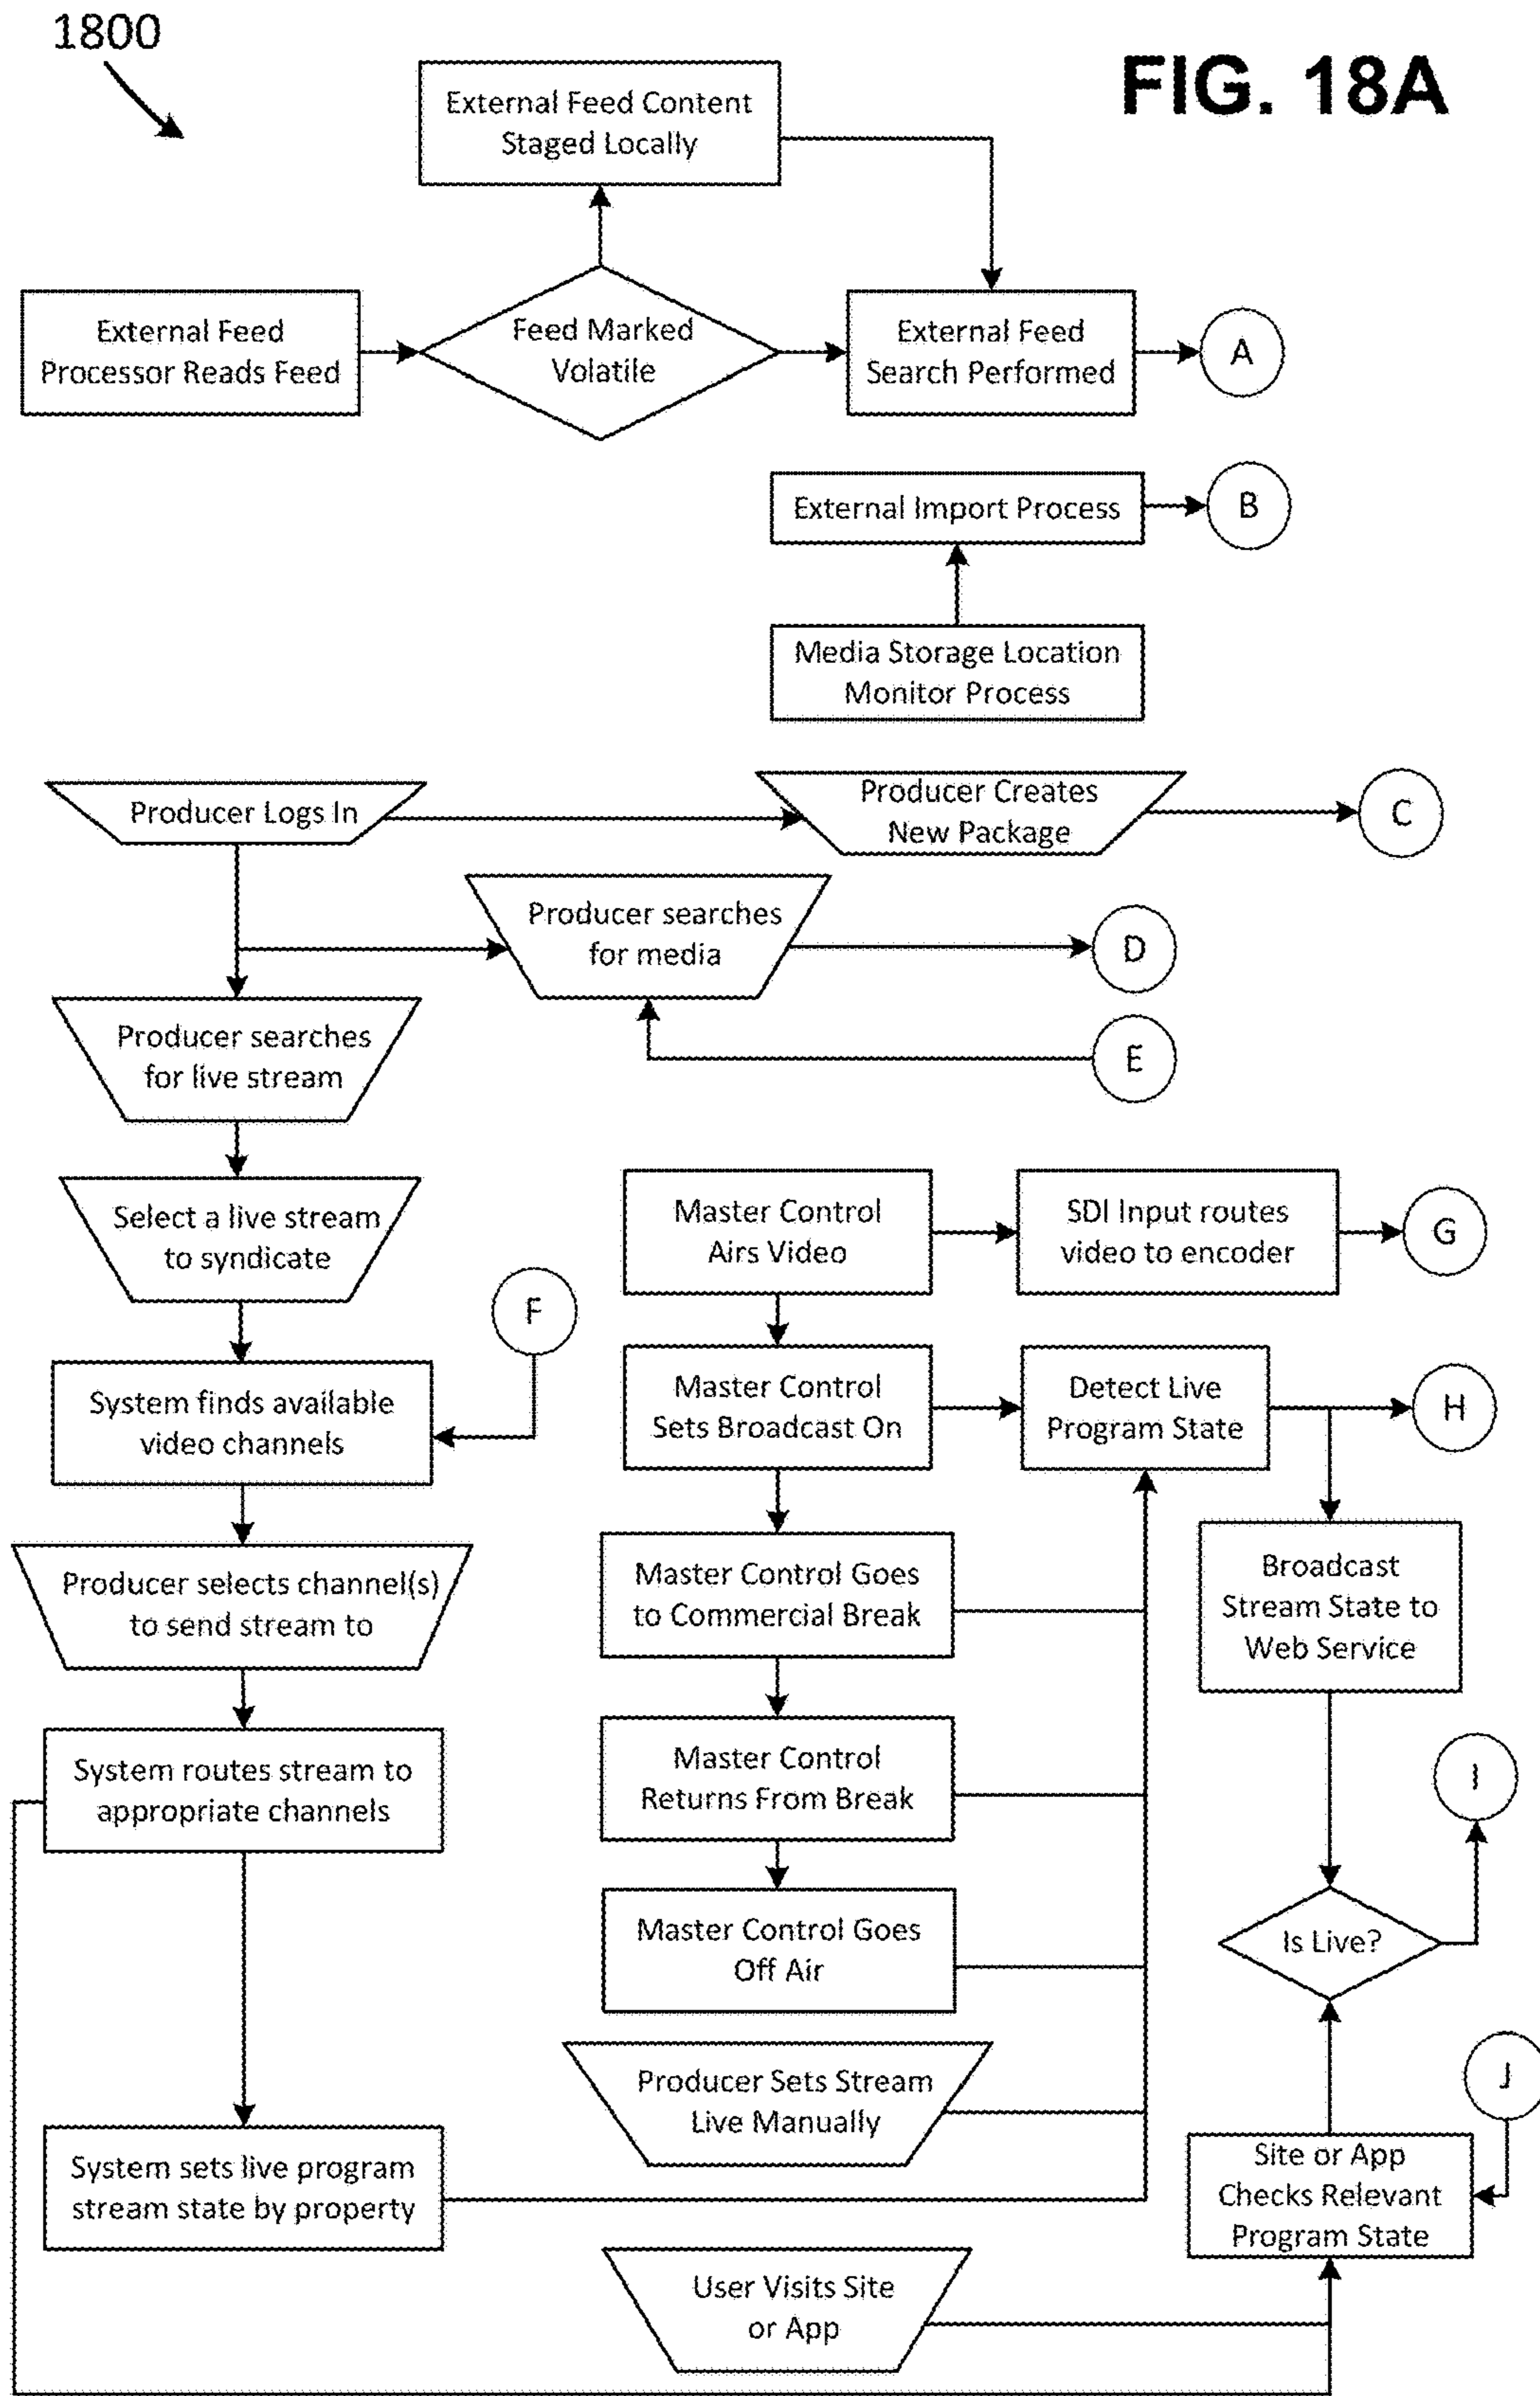 1800
FIG. 18A
External Feed Content
Staged Locally
External Feed
Processor Reads Feed
Feed Marked
Volatile
External Feed
Search Performed
A
External Import Process
B
Media Storage Location
Monitor Process
Producer Logs In
Producer Creates
New Package
C
Producer searches
for media
D
E
Producer searches
for live stream
Select a live stream
to syndicate
F
System finds available
video channels
Producer selects channel(s)
to send stream to
System routes stream to
appropriate channels
System sets live program
stream state by property
Master Control
Airs Video
SDI Input routes
video to encoder
G
Master Control
Sets Broadcast On
Detect Live
Program State
H
Master Control Goes
to Commercial Break
Broadcast
Stream State to
Web Service
Master Control
Returns From Break
I
Master Control Goes
Off Air
Is Live?
Producer Sets Stream
Live Manually
J
Site or App
Checks Relevant
Program State
User Visits Site
or App